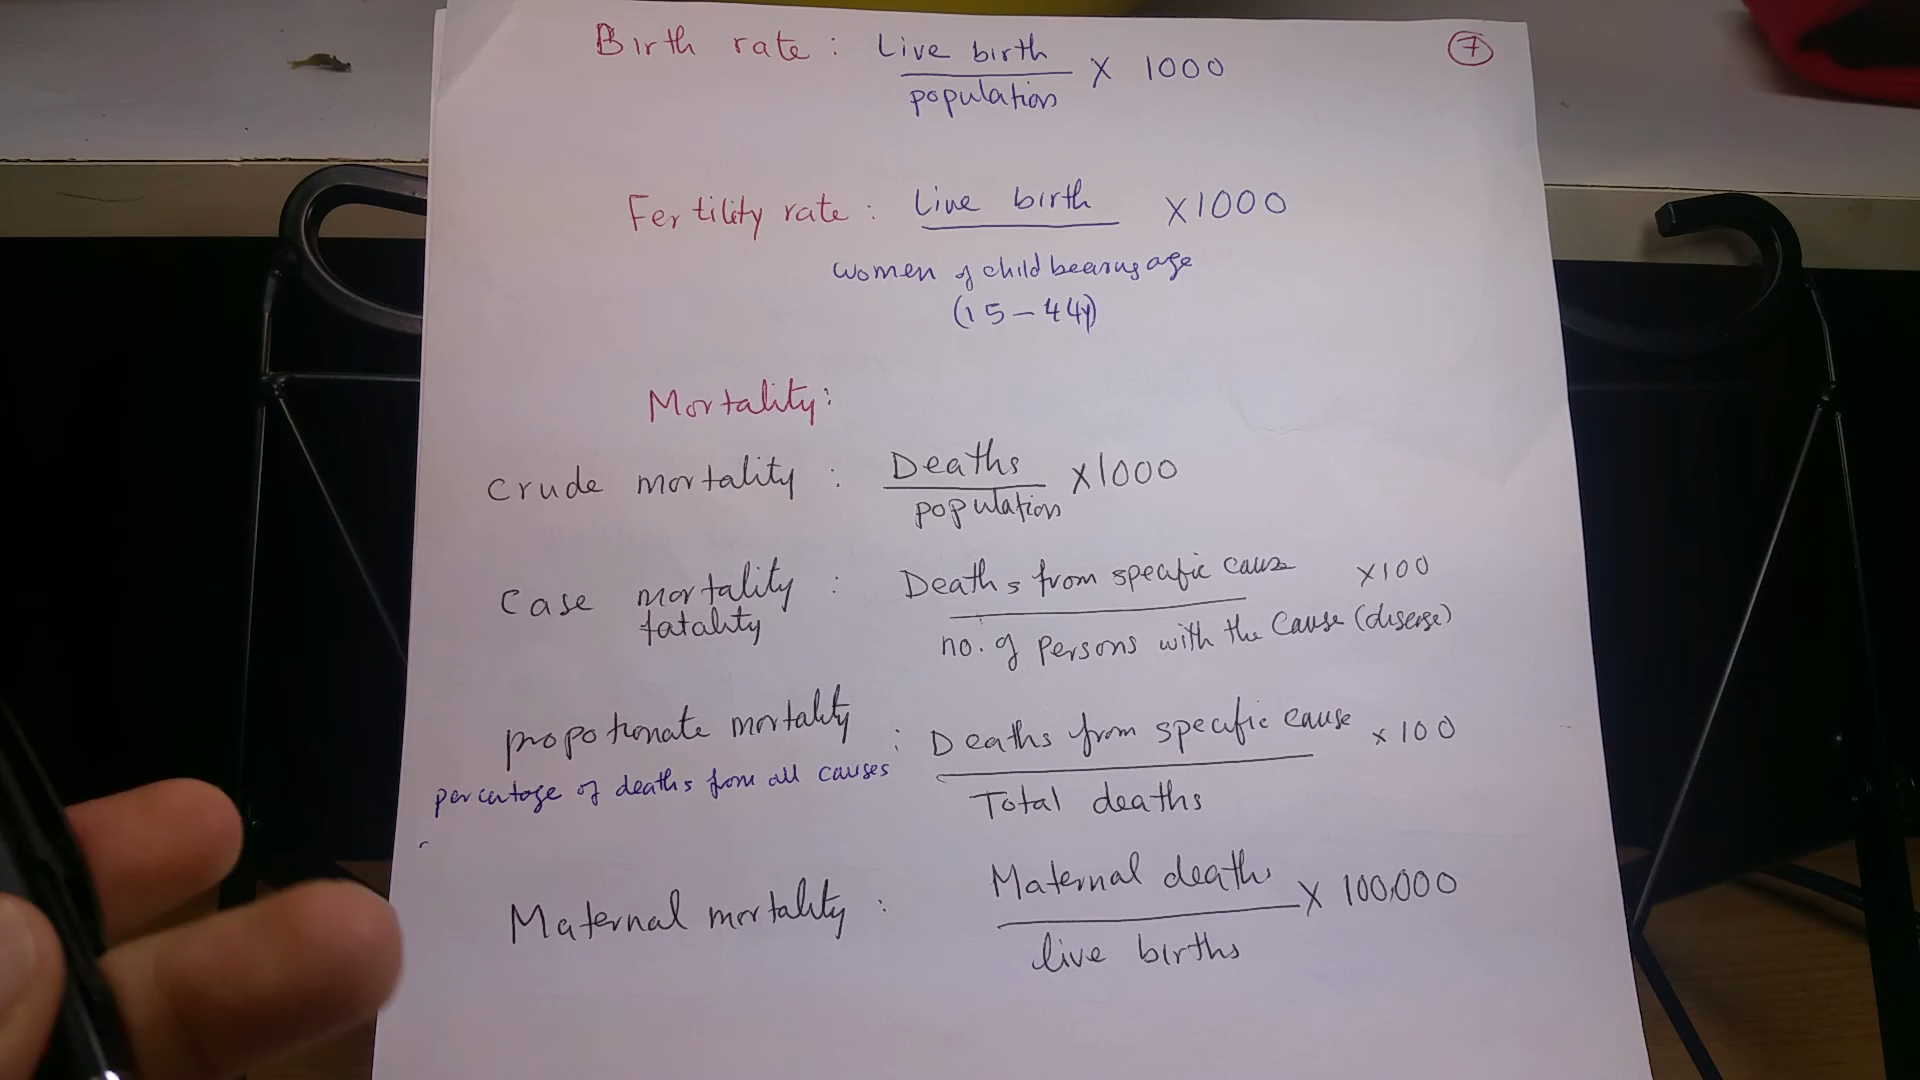 Birth rate : Live birth X 1000
population
7
Fertility rate : Live birth X1000
women of child bearing age
(15-44y)
Mortality:
Crude mortality : Deaths X1000
population
Case mortality : Deaths from specific cause X100
fatality
no. of persons with the Cause (disease)
propotionate mortality : Deaths from specific cause x 100
percentage of deaths from all causes
Total deaths
Maternal mortality : Maternal deaths X 100,000
live births